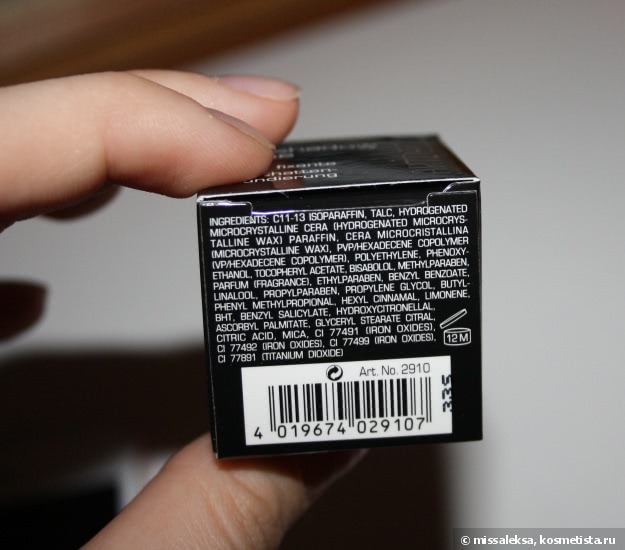 fixante
INGREDIENTS: C11-13 ISOPARAFFIN, TALC, HYDROGENATED
MICROCRYSTALLINE CERA (HYDROGENATED MICROCRYS-
TALLINE WAX) PARAFFIN, CERA MICROCRISTALLINA
(MICROCRYSTALLINE WAX), PVP/HEXADECENE COPOLYMER
(VP/HEXADECENE COPOLYMER), POLYETHYLENE, PHENOXY-
ETHANOL, TOCOPHERYL ACETATE, BISABOLOL, METHYLPARABEN,
PARFUM (FRAGRANCE), ETHYLPARABEN, BENZYL BENZOATE,
LINALOOL, PROPYLPARABEN, PROPYLENE GLYCOL, BUTYL-
PHENYL METHYLPROPIONAL, HEXYL CINNAMAL, LIMONENE,
BHT, BENZYL SALICYLATE, HYDROXYCITRONELLAL,
ASCORBYL PALMITATE, GLYCERYL STEARATE CITRAL,
CITRIC ACID, MICA, CI 77491 (IRON OXIDES),
CI 77492 (IRON OXIDES), CI 77499 (IRON OXIDES),
CI 77891 (TITANIUM DIOXIDE)
12 M
Art. No. 2910
335
4 019674 029107
© missaleksa, kosmetista.ru